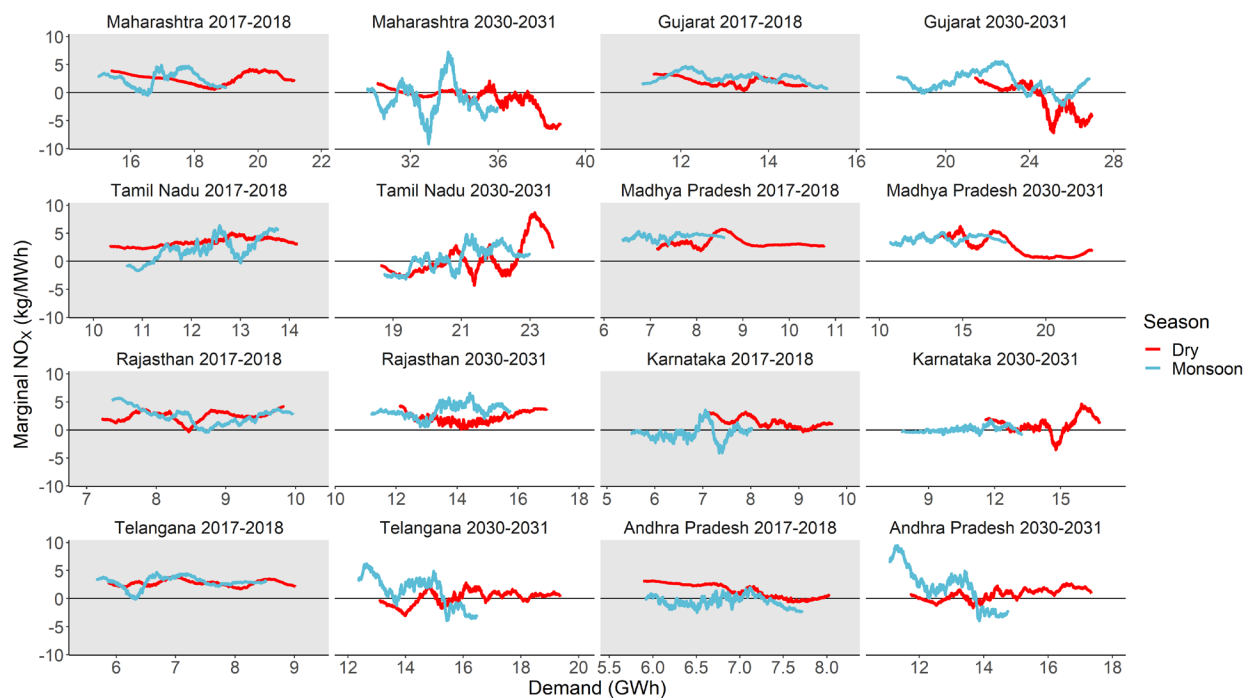 Maharashtra 2017-2018 Maharashtra 2030-2031 Gujarat 2017-2018 Gujarat 2030-2031
10
5
0
-5
-10
16 18 20 22 32 34 36 38 40 12 14 16 20 22 24 26 28
Tamil Nadu 2017-2018 Tamil Nadu 2030-2031 Madhya Pradesh 2017-2018 Madhya Pradesh 2030-2031
10
5
0
-5
-10
10 11 12 13 14 19 21 23 6 7 8 9 10 11 10 15 20
Rajasthan 2017-2018 Rajasthan 2030-2031 Karnataka 2017-2018 Karnataka 2030-2031
10
5
0
-5
-10
7 8 9 10 10 12 14 16 18 5 6 7 8 9 10 9 12 15
Telangana 2017-2018 Telangana 2030-2031 Andhra Pradesh 2017-2018 Andhra Pradesh 2030-2031
10
5
0
-5
-10
6 7 8 9 12 14 16 18 20 5.5 6.0 6.5 7.0 7.5 8.0 12 14 16 18
Marginal NOₓ (kg/MWh)
Demand (GWh)
Season
Dry
Monsoon